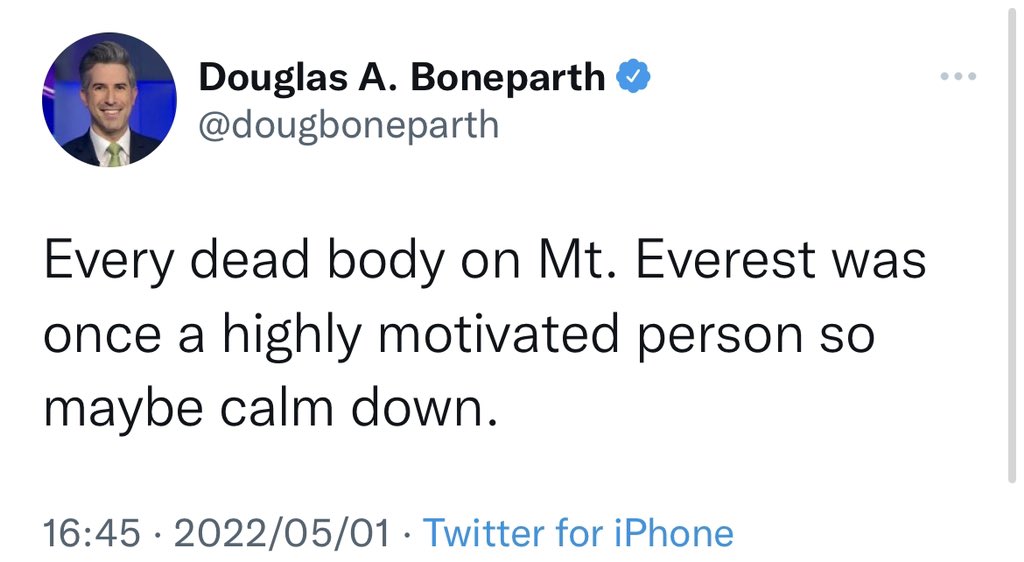 Douglas A. Boneparth
@dougboneparth
Every dead body on Mt. Everest was
once a highly motivated person so
maybe calm down.
16:45 · 2022/05/01 · Twitter for iPhone